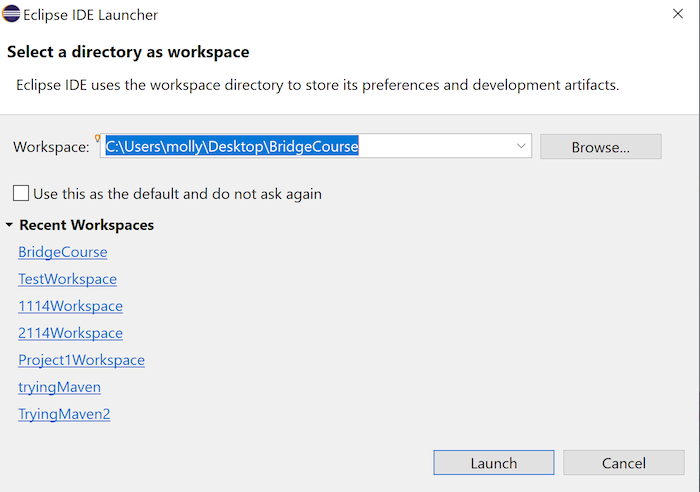 Eclipse IDE Launcher
Select a directory as workspace
Eclipse IDE uses the workspace directory to store its preferences and development artifacts.
Workspace: C:\Users\molly\Desktop\BridgeCourse Browse...
Use this as the default and do not ask again
Recent Workspaces
BridgeCourse
TestWorkspace
1114Workspace
2114Workspace
Project1Workspace
tryingMaven
TryingMaven2
Launch Cancel